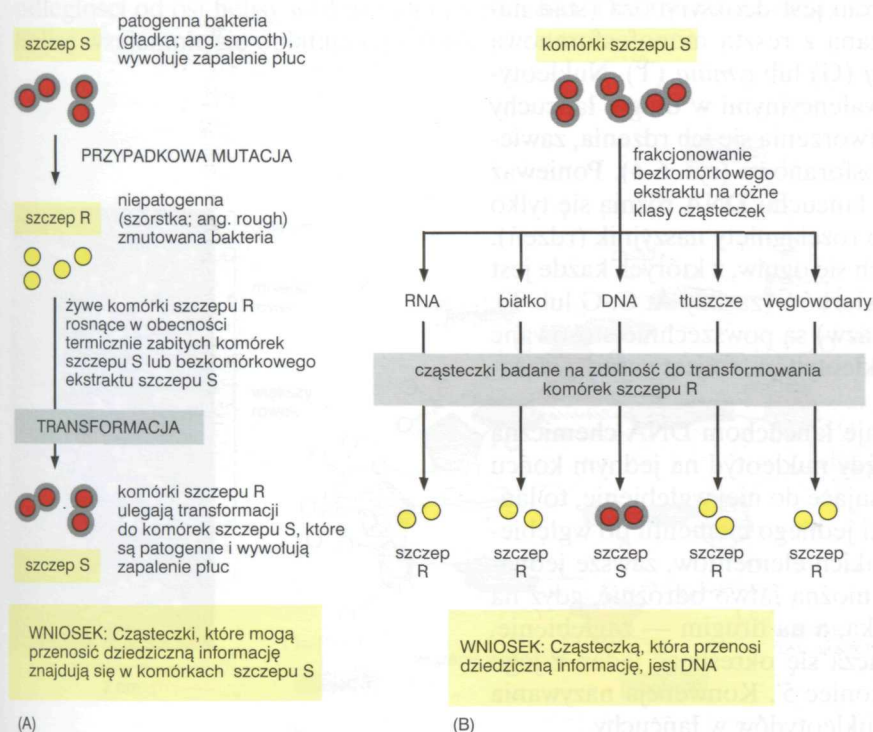 szczep S
patogenna bakteria
(gładka; ang. smooth),
wywołuje zapalenie płuc
PRZYPADKOWA MUTACJA
szczep R
niepatogenna
(szorstka; ang. rough)
zmutowana bakteria
żywe komórki szczepu R
rosnące w obecności
termicznie zabitych komórek
szczepu S lub bezkomórkowego
ekstraktu szczepu S
TRANSFORMACJA
komórki szczepu R
ulegają transformacji
do komórek szczepu S, które
są patogenne i wywołują
zapalenie płuc
szczep S
WNIOSEK: Cząsteczki, które mogą
przenosić dziedziczną informację
znajdują się w komórkach szczepu S
(A)
komórki szczepu S
frakcjonowanie
bezkomórkowego
ekstraktu na różne
klasy cząsteczek
RNA
białko
DNA
tłuszcze
węglowodany
cząsteczki badane na zdolność do transformowania
komórek szczepu R
szczep
R
szczep
R
szczep
S
szczep
R
szczep
R
WNIOSEK: Cząsteczką, która przenosi
dziedziczną informację, jest DNA
(B)